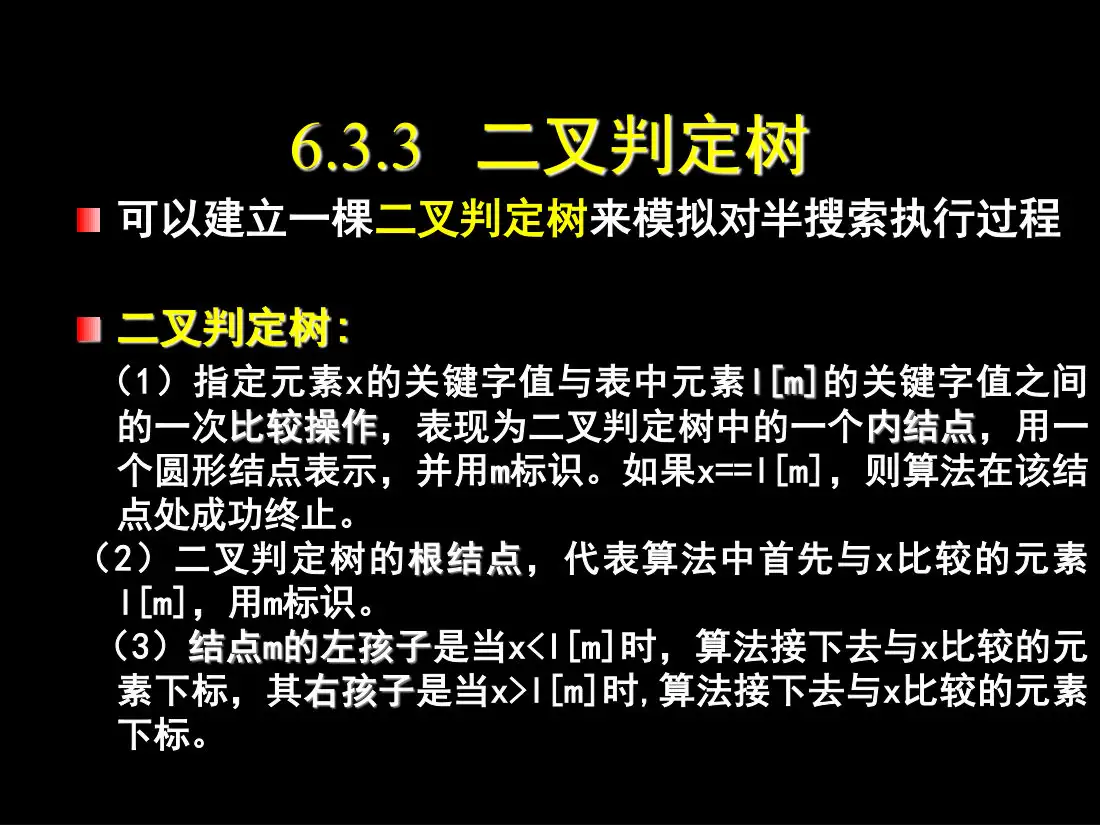 6.3.3 二叉判定树
可以建立一棵二叉判定树来模拟对半搜索执行过程
二叉判定树:
（1）指定元素x的关键字值与表中元素l[m]的关键字值之间
的一次比较操作，表现为二叉判定树中的一个内结点，用一
个圆形结点表示，并用m标识。如果x==l[m]，则算法在该结
点处成功终止。
（2）二叉判定树的根结点，代表算法中首先与x比较的元素
l[m]，用m标识。
（3）结点m的左孩子是当x<l[m]时，算法接下去与x比较的元
素下标，其右孩子是当x>l[m]时,算法接下去与x比较的元素
下标。